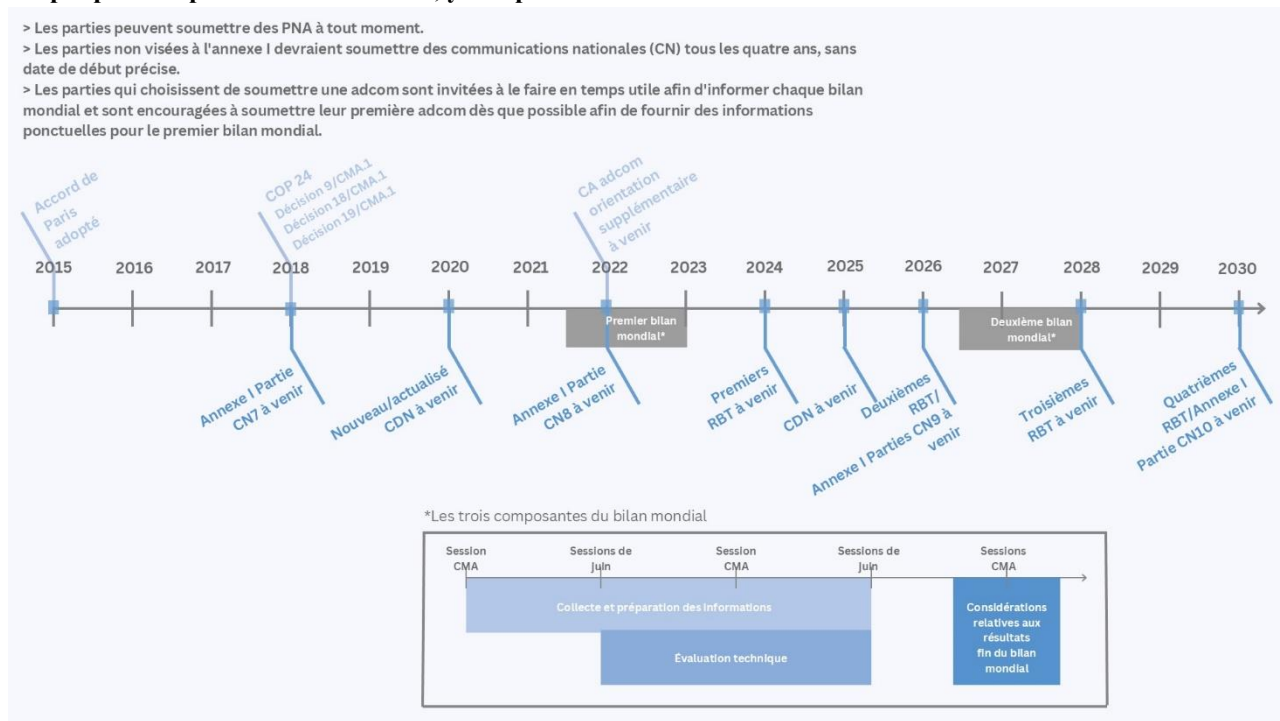 > Les parties peuvent soumettre des PNA à tout moment.
> Les parties non visées à l'annexe I devraient soumettre des communications nationales (CN) tous les quatre ans, sans
date de début précise.
> Les parties qui choisissent de soumettre une adcom sont invitées à le faire en temps utile afin d'informer chaque bilan
mondial et sont encouragées à soumettre leur première adcom dès que possible afin de fournir des informations
ponctuelles pour le premier bilan mondial.
Accord de
Paris
adopté
COP 24
Décision 9/CMA.1
Décision 18/CMA.1
Décision 19/CMA.1
CA adcom
orientation
supplémentaire
à venir
2015 2016 2017 2018 2019 2020 2021 2022 2023 2024 2025 2026 2027 2028 2029 2030
Premier bilan
mondial*
Deuxième bilan
mondial*
Annexe I Partie
CN7 à venir
Nouveau/actualisé
CDN à venir
Annexe I Partie
CN8 à venir
Premiers
RBT à venir
CDN à venir
Deuxièmes
RBT/
Annexe I Parties CN9 à
venir
Troisièmes
RBT à venir
Quatrièmes
RBT/Annexe I
Partie CN10 à venir
*Les trois composantes du bilan mondial
Session
CMA
Sessions de
juin
Session
CMA
Sessions de
juin
Sessions
CMA
Collecte et préparation des informations
Évaluation technique
Considérations
relatives aux
résultats
fin du bilan
mondial